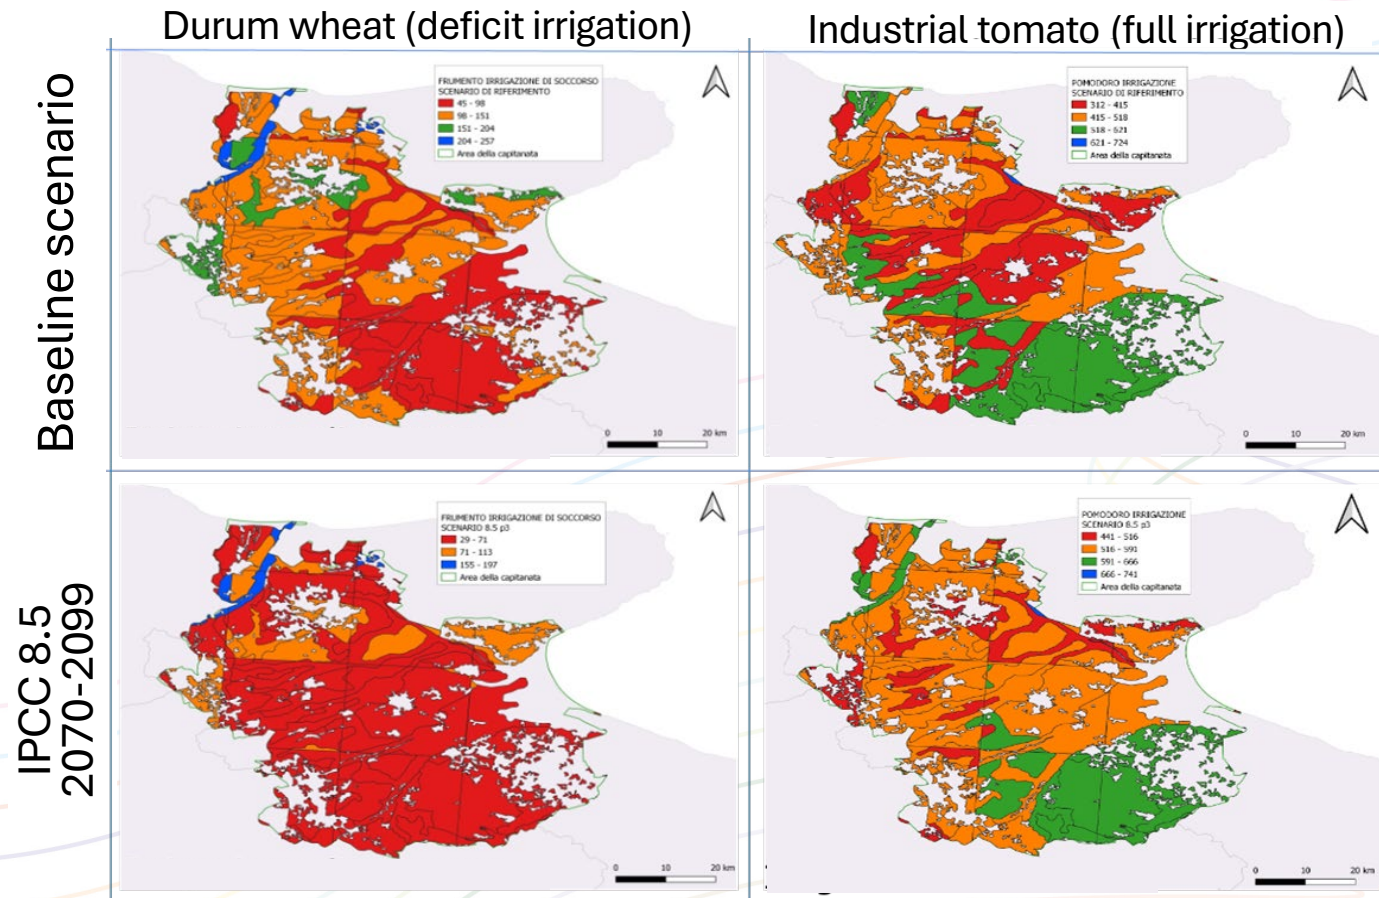 Durum wheat (deficit irrigation)
Industrial tomato (full irrigation)
Baseline scenario
FRUMENTO IRRIGAZIONE DI SOCCORSO
SCENARIO DI RIFERIMENTO
45 - 98
98 - 151
151 - 204
204 - 257
Area della capitanata
0 10 20 km
POMODORO IRRIGAZIONE
SCENARIO DI RIFERIMENTO
312 - 415
415 - 518
518 - 621
621 - 724
Area della capitanata
0 10 20 km
IPCC 8.5
2070-2099
FRUMENTO IRRIGAZIONE DI SOCCORSO
SCENARIO 8.5 p3
29 - 71
71 - 113
155 - 197
Area della capitanata
0 10 20 km
POMODORO IRRIGAZIONE
SCENARIO 8.5 p3
441 - 516
516 - 591
591 - 666
666 - 741
Area della capitanata
0 10 20 km